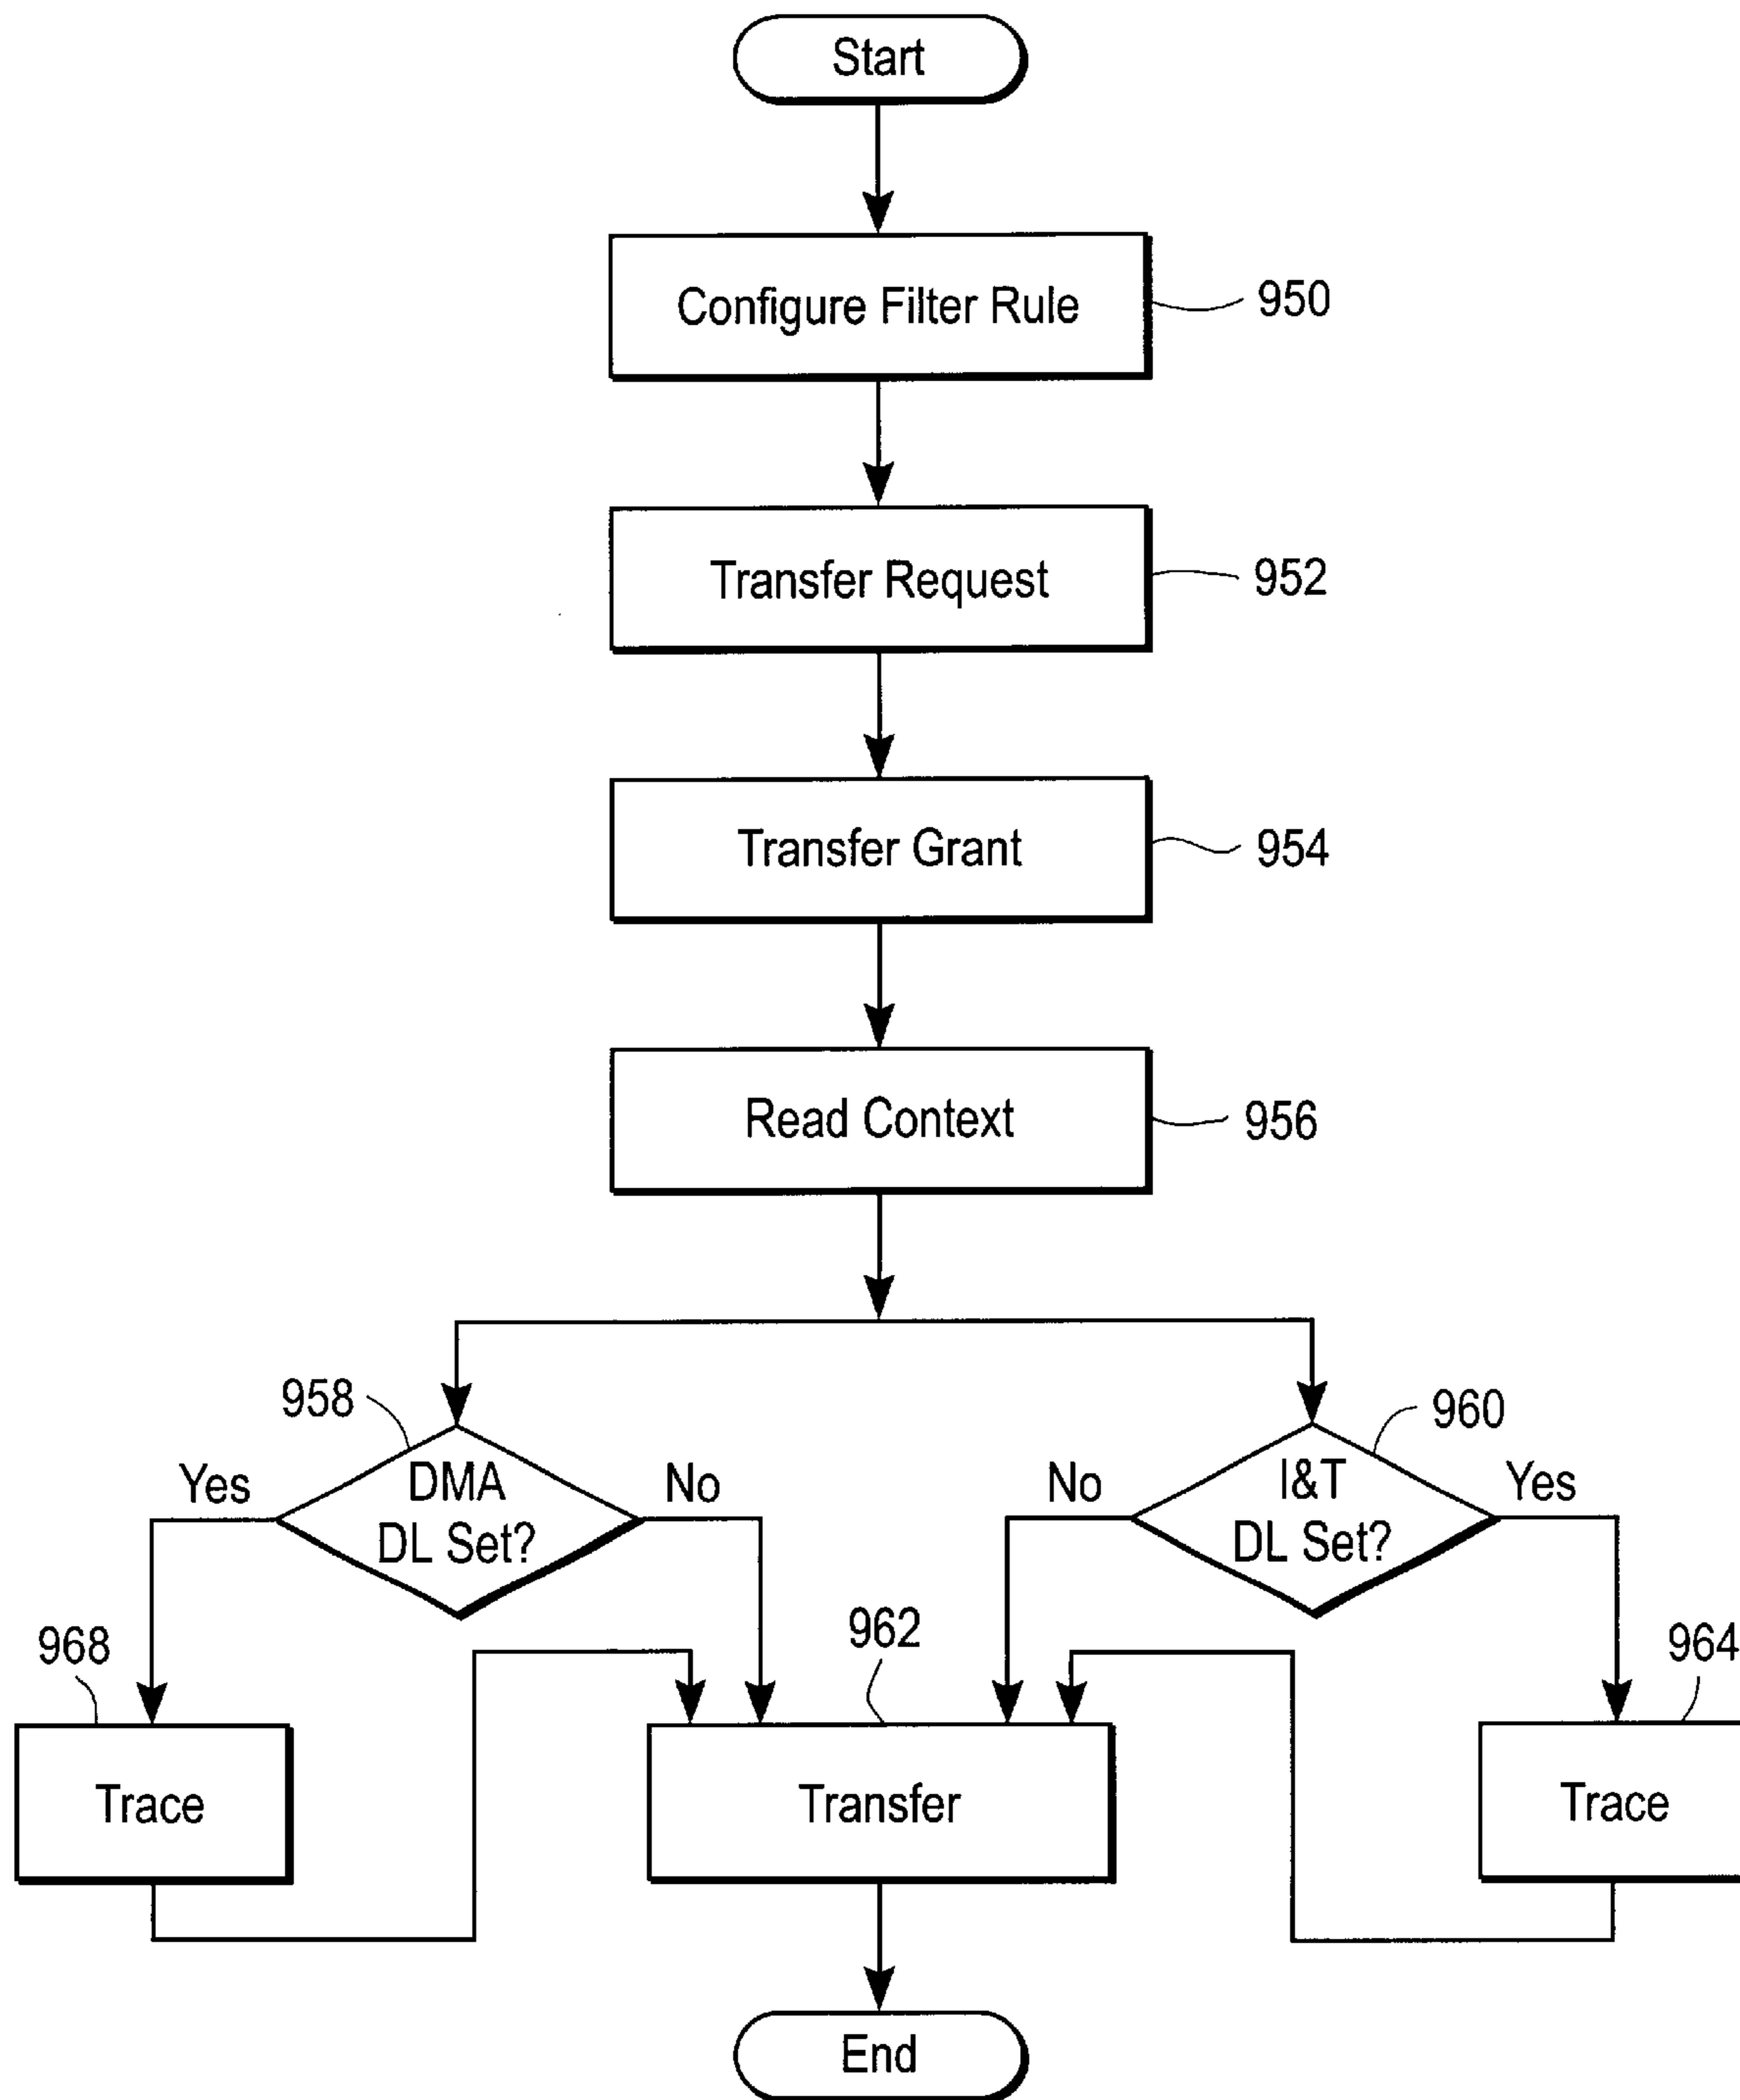 Start
Configure Filter Rule
950
Transfer Request
952
Transfer Grant
954
Read Context
956
958
960
Yes
DMA
DL Set?
No
No
I&T
DL Set?
Yes
968
962
964
Trace
Transfer
Trace
End